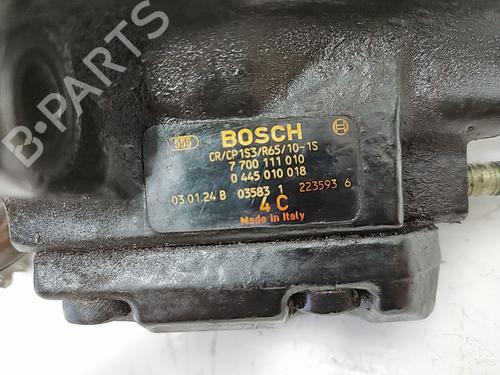 B-PARTS
555 BOSCH
CR/CP1S3/R65/10-1S
7 700 111 010
0 445 010 018
03.01.24 B 03583 1 223593 6
4 C
Made in Italy